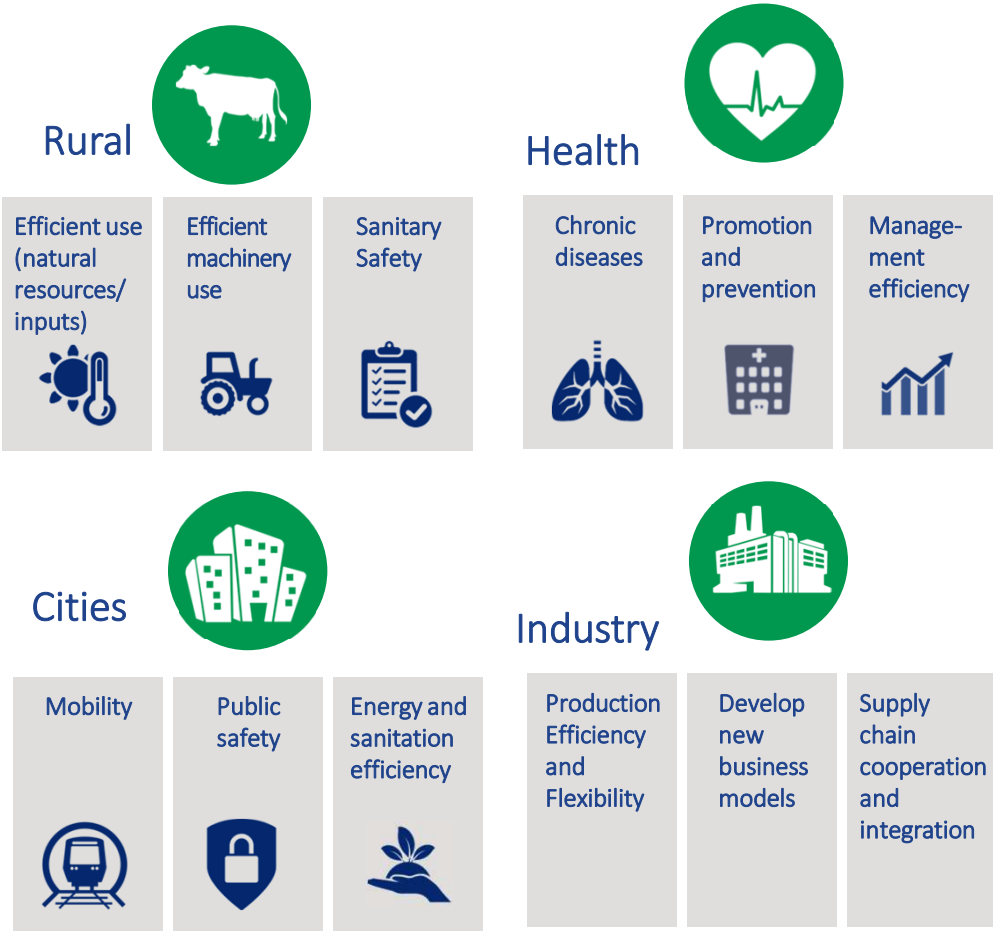 Rural
Efficient use
(natural
resources/
inputs)
Efficient
machinery
use
Sanitary
Safety
Health
Chronic
diseases
Promotion
and
prevention
Manage-
ment
efficiency
Cities
Mobility
Public
safety
Energy and
sanitation
efficiency
Industry
Production
Efficiency
and
Flexibility
Develop
new
business
models
Supply
chain
cooperation
and
integration